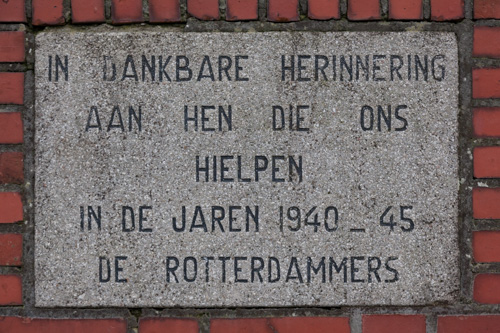 IN DANKBARE HERINNERING
AAN HEN DIE ONS
HIELPEN
IN DE JAREN 1940 - 45
DE ROTTERDAMMERS